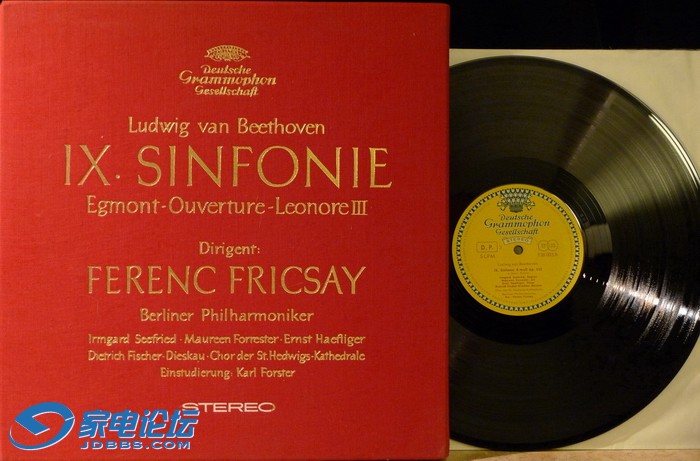 Deutsche
Grammophon
Gesellschaft
Ludwig van Beethoven
IX. SINFONIE
Egmont-Ouverture-Leonore III
Dirigent:
FERENC FRICSAY
Berliner Philharmoniker
Irmgard Seefried · Maureen Forrester · Ernst Haefliger
Dietrich Fischer-Dieskau · Chor der St. Hedwigs-Kathedrale
Einstudierung: Karl Forster
STEREO
家电论坛
JDBBS.COM
Deutsche
Grammophon
Gesellschaft
STEREO